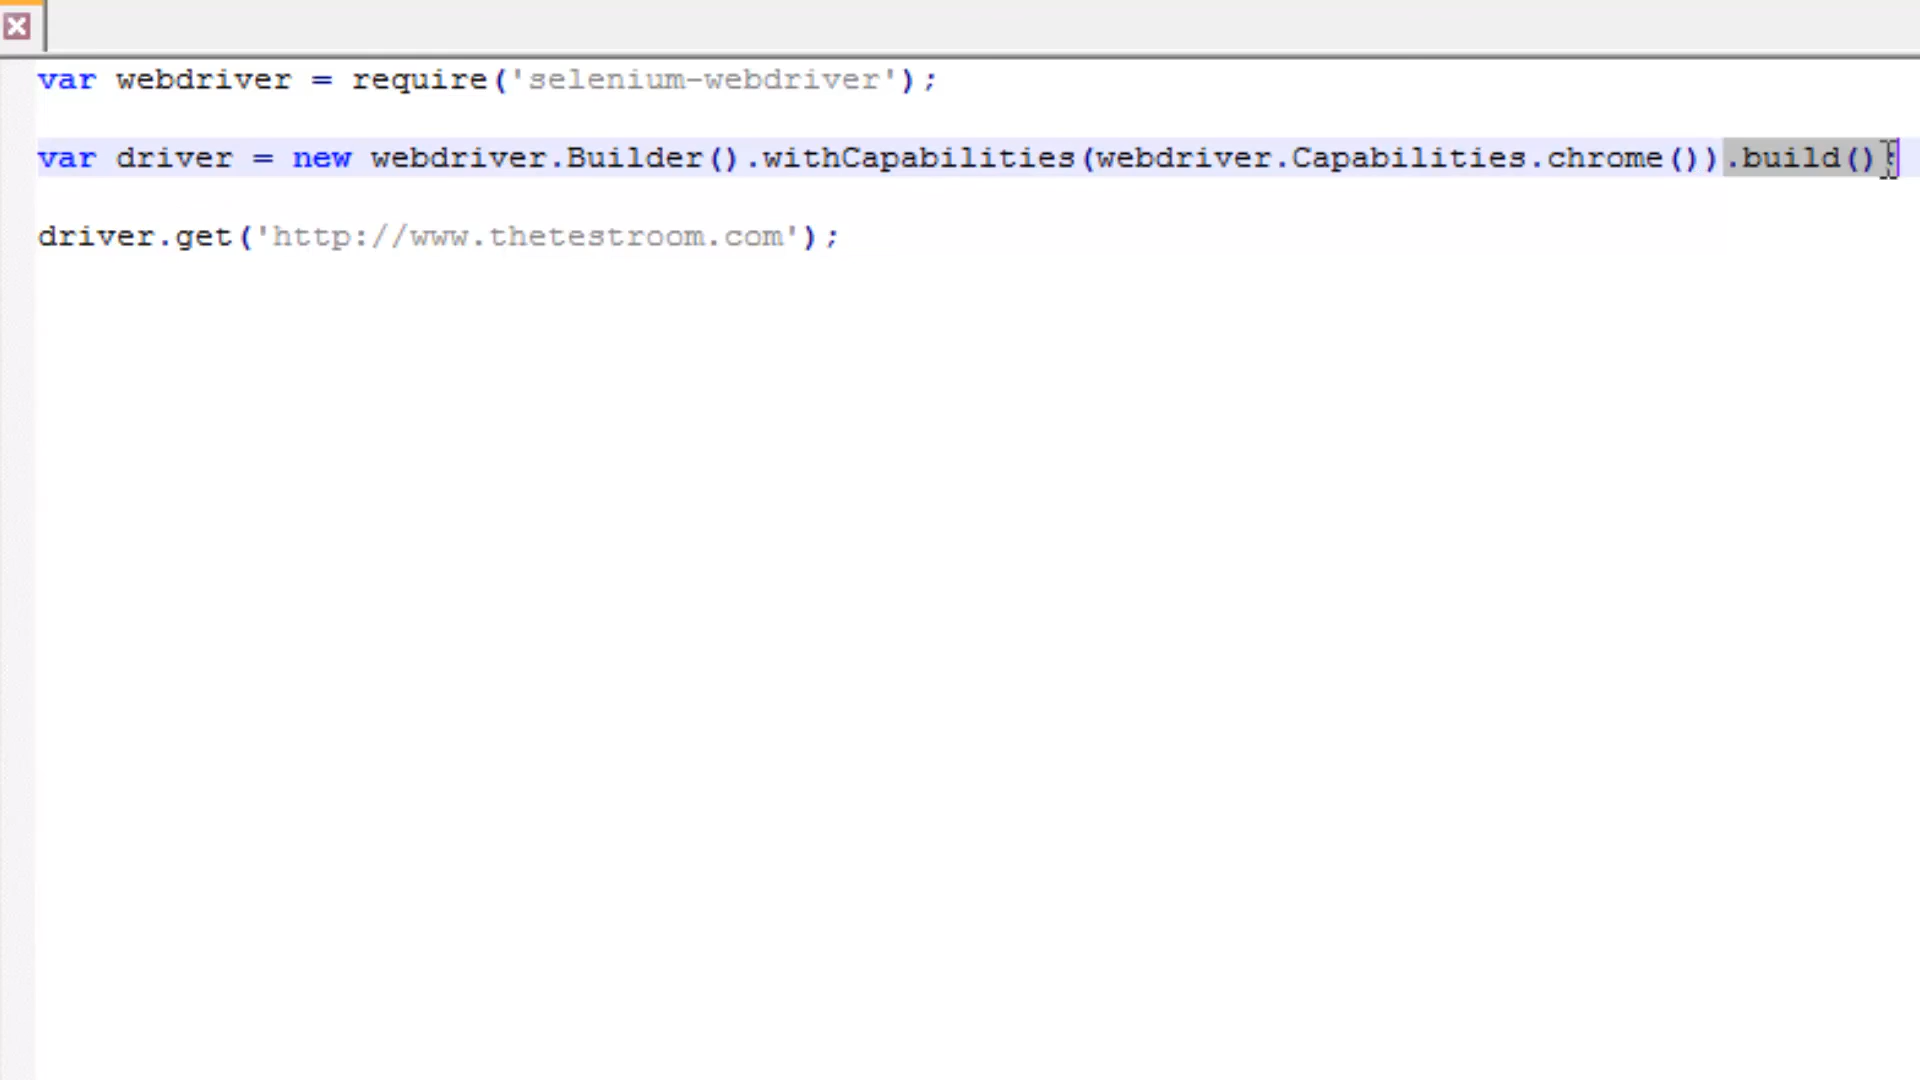 var webdriver = require('selenium-webdriver');
var driver = new webdriver.Builder().withCapabilities(webdriver.Capabilities.chrome()).build();
driver.get('http://www.thetestroom.com');